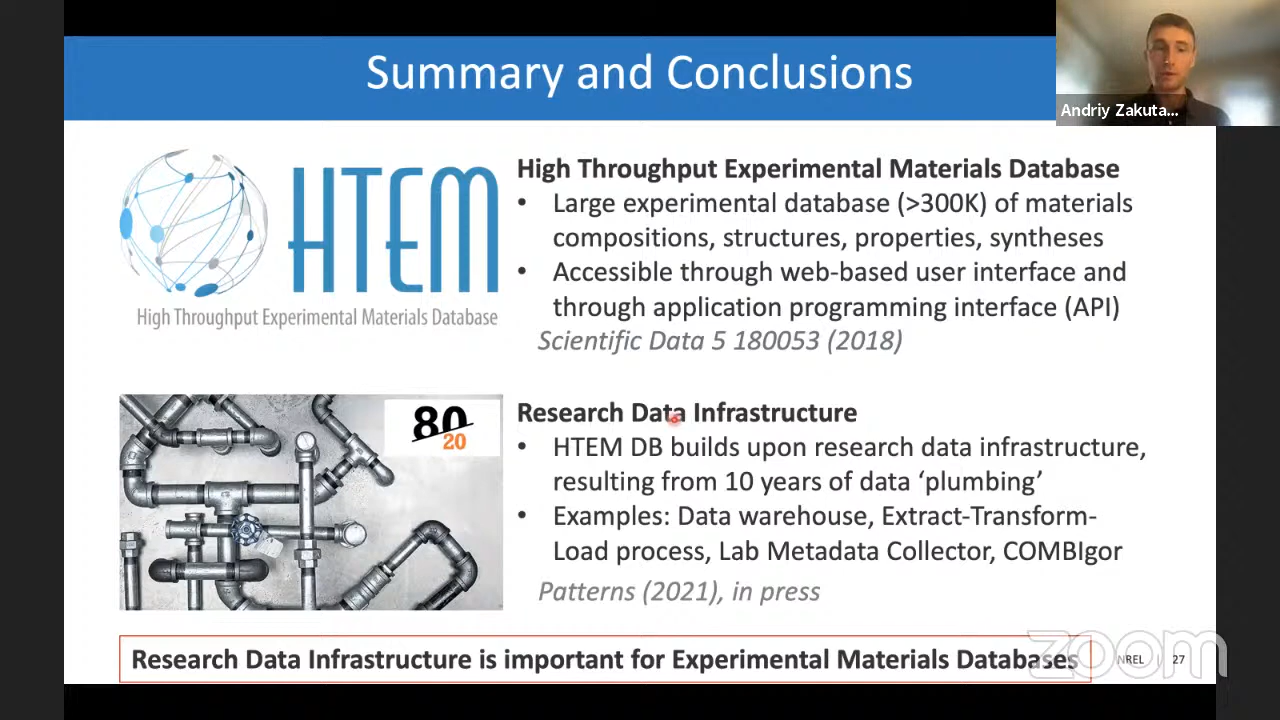 Summary and Conclusions
Andriy Zakuta...
HTEM
High Throughput Experimental Materials Database
High Throughput Experimental Materials Database
• Large experimental database (>300K) of materials
compositions, structures, properties, syntheses
• Accessible through web-based user interface and
through application programming interface (API)
Scientific Data 5 180053 (2018)
80
20
Research Data Infrastructure
• HTEM DB builds upon research data infrastructure,
resulting from 10 years of data ‘plumbing’
• Examples: Data warehouse, Extract-Transform-
Load process, Lab Metadata Collector, COMBIgor
Patterns (2021), in press
Research Data Infrastructure is important for Experimental Materials Databases
NREL | 27
zoom